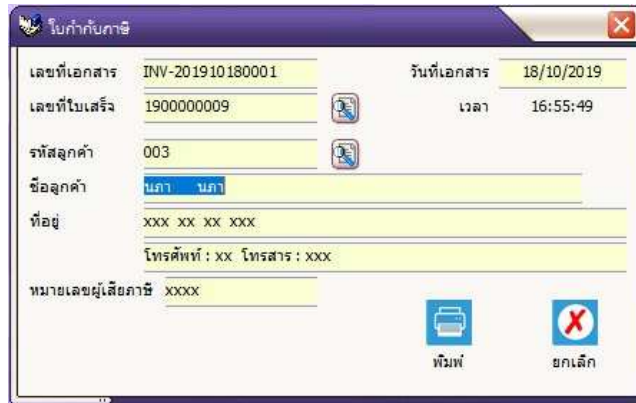 ใบกำกับภาษี
เลขที่เอกสาร INV-201910180001 วันที่เอกสาร 18/10/2019
เลขที่ใบเสร็จ 1900000009 เวลา 16:55:49
รหัสลูกค้า 003
ชื่อลูกค้า นภา นภา
ที่อยู่ xxx xx xx xxx
โทรศัพท์ : xx โทรสาร : xxx
หมายเลขผู้เสียภาษี xxxx
พิมพ์ ยกเลิก